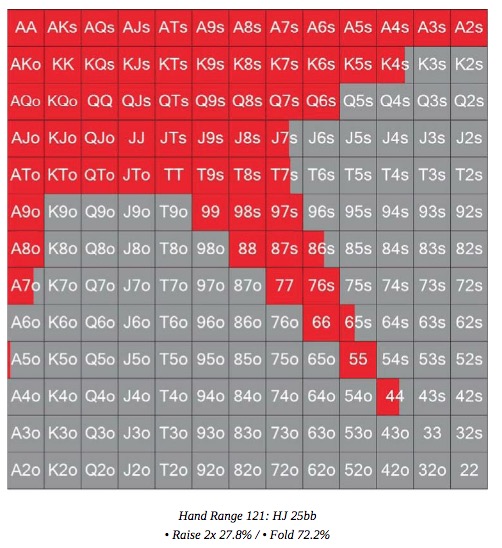 AA AKs AQs AJs ATs A9s A8s A7s A6s A5s A4s A3s A2s
AKo KK KQs KJs KTs K9s K8s K7s K6s K5s K4s K3s K2s
AQo KQo QQ QJs QTs Q9s Q8s Q7s Q6s Q5s Q4s Q3s Q2s
AJo KJo QJo JJ JTs J9s J8s J7s J6s J5s J4s J3s J2s
ATo KTo QTo JTo TT T9s T8s T7s T6s T5s T4s T3s T2s
A9o K9o Q9o J9o T9o 99 98s 97s 96s 95s 94s 93s 92s
A8o K8o Q8o J8o T8o 98o 88 87s 86s 85s 84s 83s 82s
A7o K7o Q7o J7o T7o 97o 87o 77 76s 75s 74s 73s 72s
A6o K6o Q6o J6o T6o 96o 86o 76o 66 65s 64s 63s 62s
A5o K5o Q5o J5o T5o 95o 85o 75o 65o 55 54s 53s 52s
A4o K4o Q4o J4o T4o 94o 84o 74o 64o 54o 44 43s 42s
A3o K3o Q3o J3o T3o 93o 83o 73o 63o 53o 43o 33 32s
A2o K2o Q2o J2o T2o 92o 82o 72o 62o 52o 42o 32o 22
Hand Range 121: HJ 25bb
• Raise 2x 27.8% / • Fold 72.2%